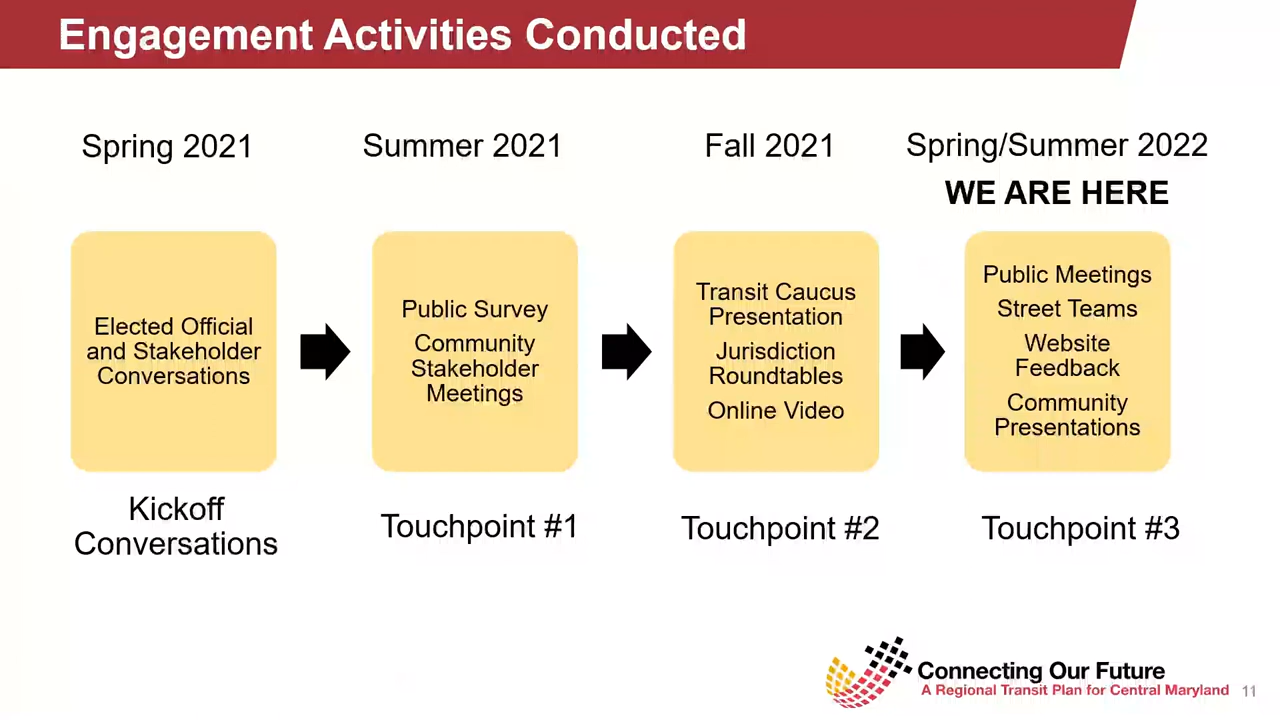 Engagement Activities Conducted
Spring 2021
Summer 2021
Fall 2021
Spring/Summer 2022
WE ARE HERE
Elected Official
and Stakeholder
Conversations
Public Survey
Community
Stakeholder
Meetings
Transit Caucus
Presentation
Jurisdiction
Roundtables
Online Video
Public Meetings
Street Teams
Website
Feedback
Community
Presentations
Kickoff
Conversations
Touchpoint #1
Touchpoint #2
Touchpoint #3
Connecting Our Future
A Regional Transit Plan for Central Maryland
11